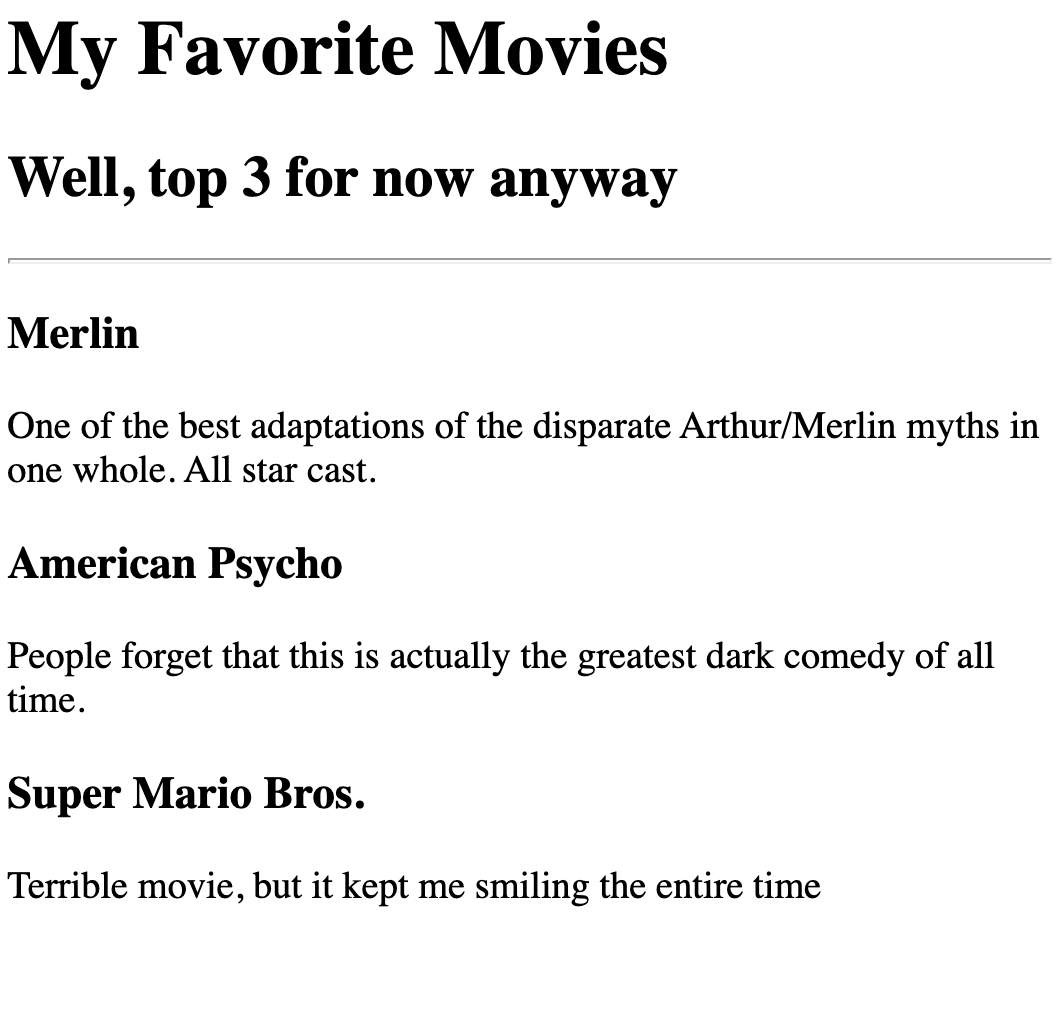 My Favorite Movies
Well, top 3 for now anyway
Merlin
One of the best adaptations of the disparate Arthur/Merlin myths in
one whole. All star cast.
American Psycho
People forget that this is actually the greatest dark comedy of all
time.
Super Mario Bros.
Terrible movie, but it kept me smiling the entire time